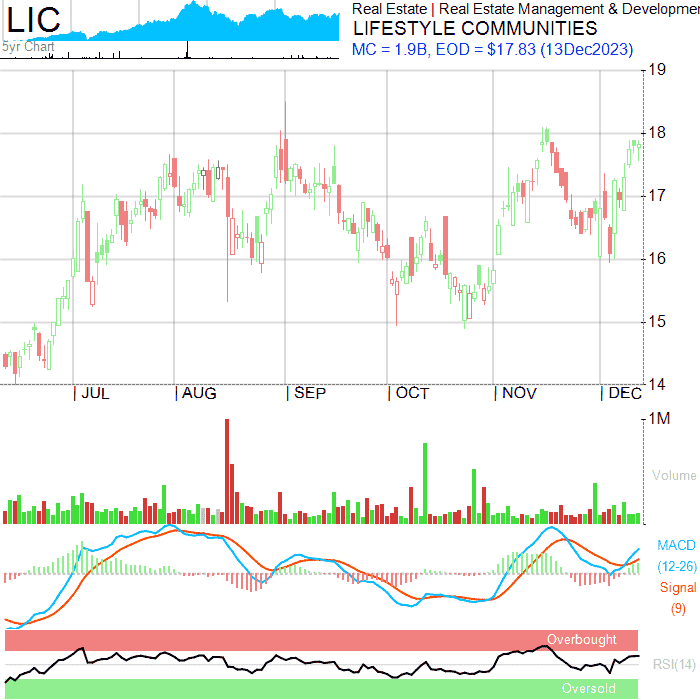 LIC
5yr Chart
Real Estate | Real Estate Management & Developmen
LIFESTYLE COMMUNITIES
MC = 1.9B, EOD = $17.83 (13Dec2023)
19
18
17
16
15
14
| JUL | AUG | SEP | OCT | NOV | DEC
1M
Volume
MACD
(12-26)
Signal
(9)
Overbought
RSI(14)
Oversold